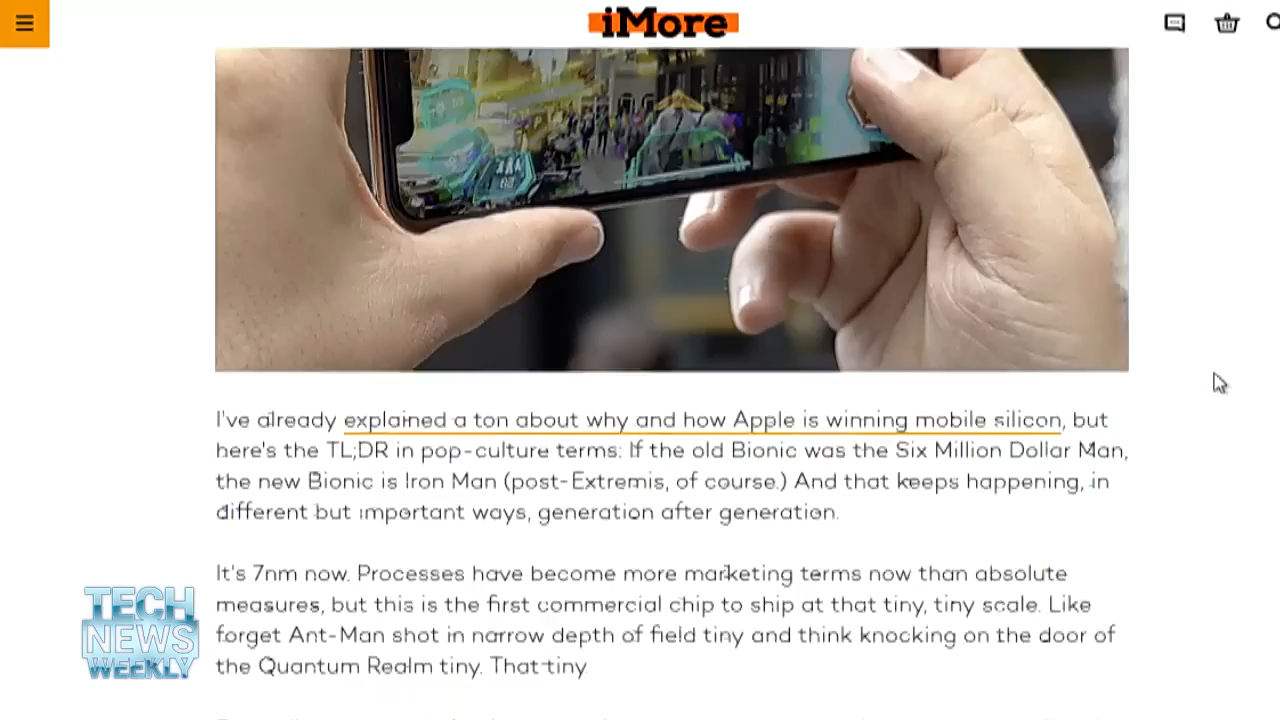 iMore
I've already explained a ton about why and how Apple is winning mobile silicon, but
here's the TL;DR in pop-culture terms: If the old Bionic was the Six Million Dollar Man,
the new Bionic is Iron Man (post-Extremis, of course.) And that keeps happening, in
different but important ways, generation after generation.
It's 7nm now. Processes have become more marketing terms now than absolute
measures, but this is the first commercial chip to ship at that tiny, tiny scale. Like
forget Ant-Man shot in narrow depth of field tiny and think knocking on the door of
the Quantum Realm tiny. That tiny
TECH
NEWS
WEEKLY